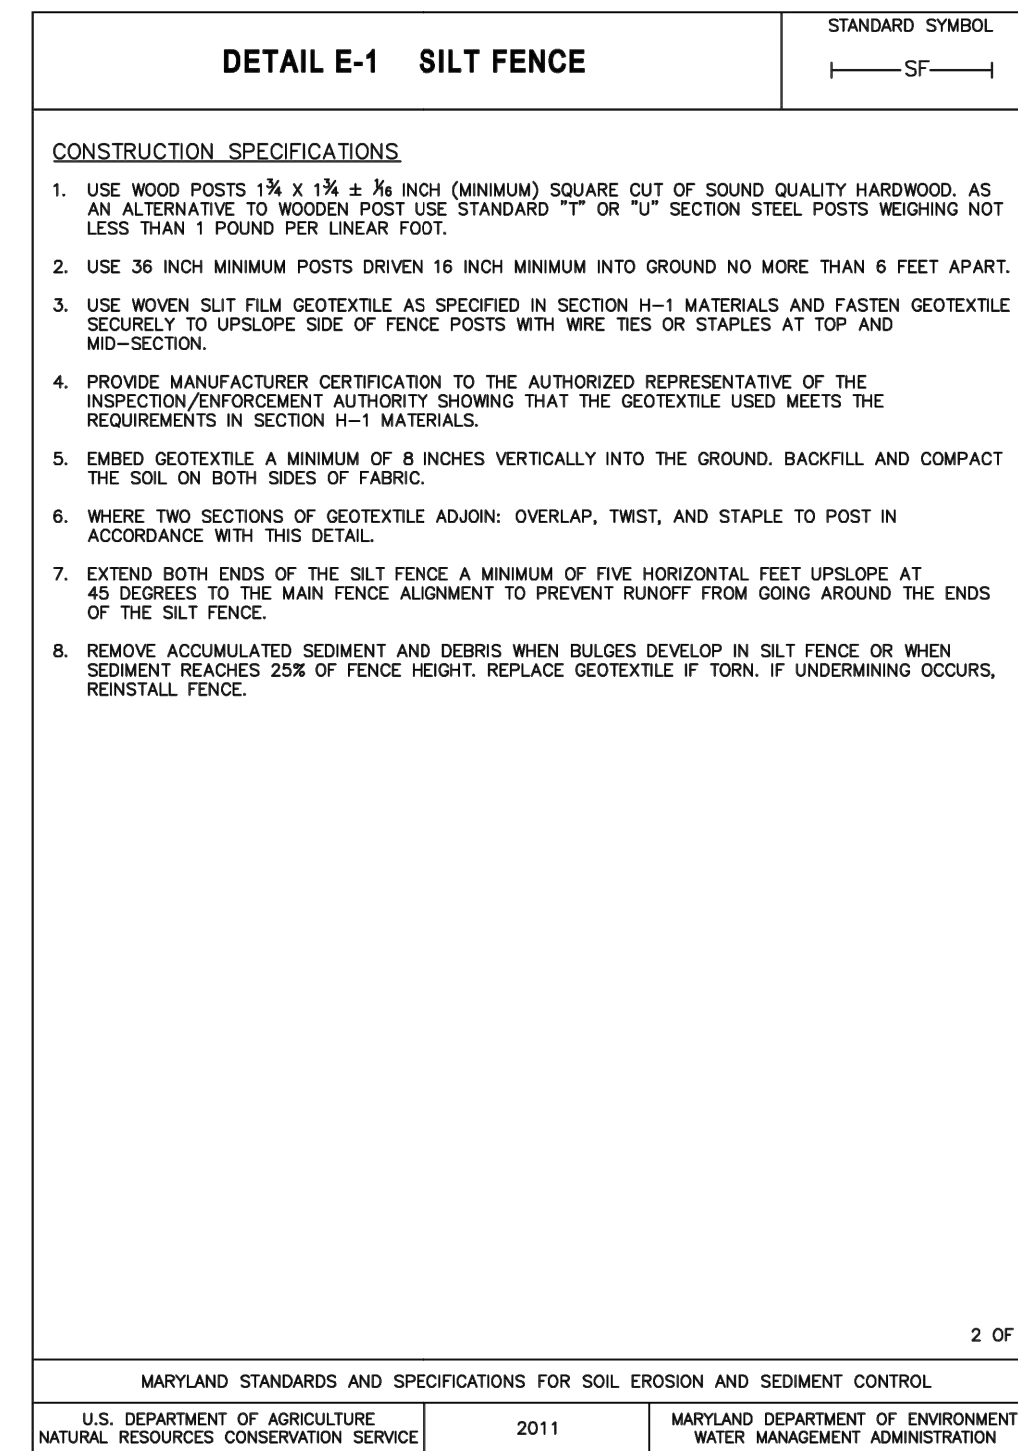 DETAIL E-1 SILT FENCE
STANDARD SYMBOL
SF
CONSTRUCTION SPECIFICATIONS
1. USE WOOD POSTS 1¾ X 1¾ ± 1/16 INCH (MINIMUM) SQUARE CUT OF SOUND QUALITY HARDWOOD. AS
AN ALTERNATIVE TO WOODEN POST USE STANDARD "T" OR "U" SECTION STEEL POSTS WEIGHING NOT
LESS THAN 1 POUND PER LINEAR FOOT.
2. USE 36 INCH MINIMUM POSTS DRIVEN 16 INCH MINIMUM INTO GROUND NO MORE THAN 6 FEET APART.
3. USE WOVEN SLIT FILM GEOTEXTILE AS SPECIFIED IN SECTION H-1 MATERIALS AND FASTEN GEOTEXTILE
SECURELY TO UPSLOPE SIDE OF FENCE POSTS WITH WIRE TIES OR STAPLES AT TOP AND
MID-SECTION.
4. PROVIDE MANUFACTURER CERTIFICATION TO THE AUTHORIZED REPRESENTATIVE OF THE
INSPECTION/ENFORCEMENT AUTHORITY SHOWING THAT THE GEOTEXTILE USED MEETS THE
REQUIREMENTS IN SECTION H-1 MATERIALS.
5. EMBED GEOTEXTILE A MINIMUM OF 8 INCHES VERTICALLY INTO THE GROUND. BACKFILL AND COMPACT
THE SOIL ON BOTH SIDES OF FABRIC.
6. WHERE TWO SECTIONS OF GEOTEXTILE ADJOIN: OVERLAP, TWIST, AND STAPLE TO POST IN
ACCORDANCE WITH THIS DETAIL.
7. EXTEND BOTH ENDS OF THE SILT FENCE A MINIMUM OF FIVE HORIZONTAL FEET UPSLOPE AT
45 DEGREES TO THE MAIN FENCE ALIGNMENT TO PREVENT RUNOFF FROM GOING AROUND THE ENDS
OF THE SILT FENCE.
8. REMOVE ACCUMULATED SEDIMENT AND DEBRIS WHEN BULGES DEVELOP IN SILT FENCE OR WHEN
SEDIMENT REACHES 25% OF FENCE HEIGHT. REPLACE GEOTEXTILE IF TORN. IF UNDERMINING OCCURS,
REINSTALL FENCE.
2 OF
MARYLAND STANDARDS AND SPECIFICATIONS FOR SOIL EROSION AND SEDIMENT CONTROL
U.S. DEPARTMENT OF AGRICULTURE
NATURAL RESOURCES CONSERVATION SERVICE
2011
MARYLAND DEPARTMENT OF ENVIRONMENT
WATER MANAGEMENT ADMINISTRATION